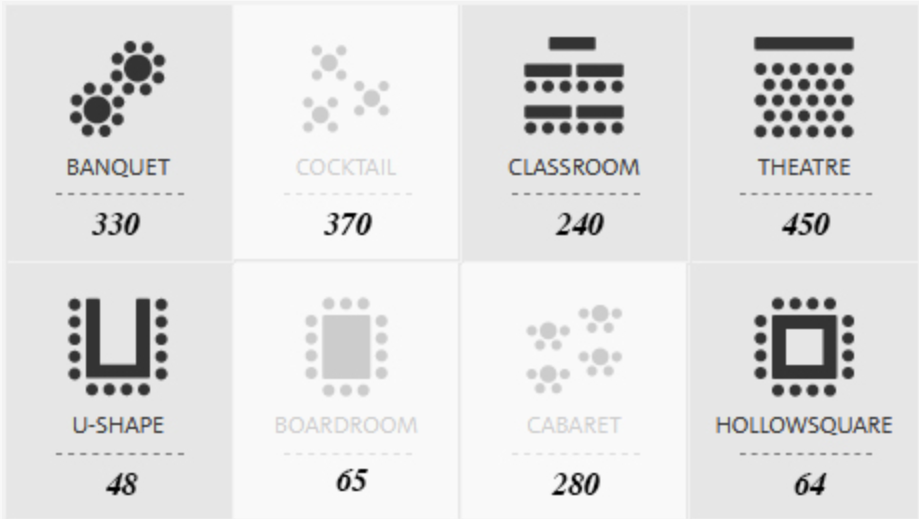 BANQUET COCKTAIL CLASSROOM THEATRE
330 370 240 450
U-SHAPE BOARDROOM CABARET HOLLOWSQUARE
48 65 280 64